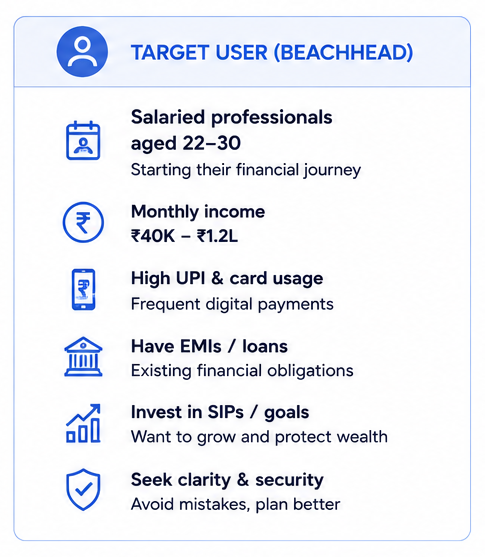 TARGET USER (BEACHHEAD)
Salaried professionals
aged 22–30
Starting their financial journey
Monthly income
₹40K – ₹1.2L
High UPI & card usage
Frequent digital payments
Have EMIs / loans
Existing financial obligations
Invest in SIPs / goals
Want to grow and protect wealth
Seek clarity & security
Avoid mistakes, plan better